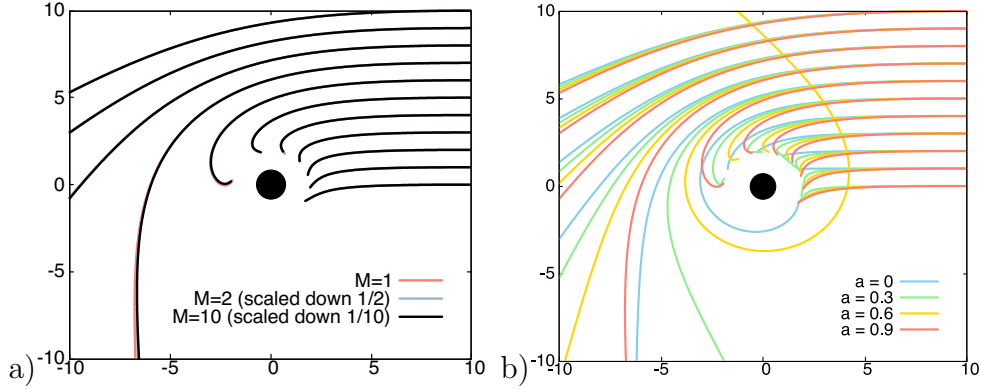 10
5
0
-5
-10
-10 -5 0 5 10
M=1
M=2 (scaled down 1/2)
M=10 (scaled down 1/10)
a)
10
5
0
-5
-10
-10 -5 0 5 10
a = 0
a = 0.3
a = 0.6
a = 0.9
b)